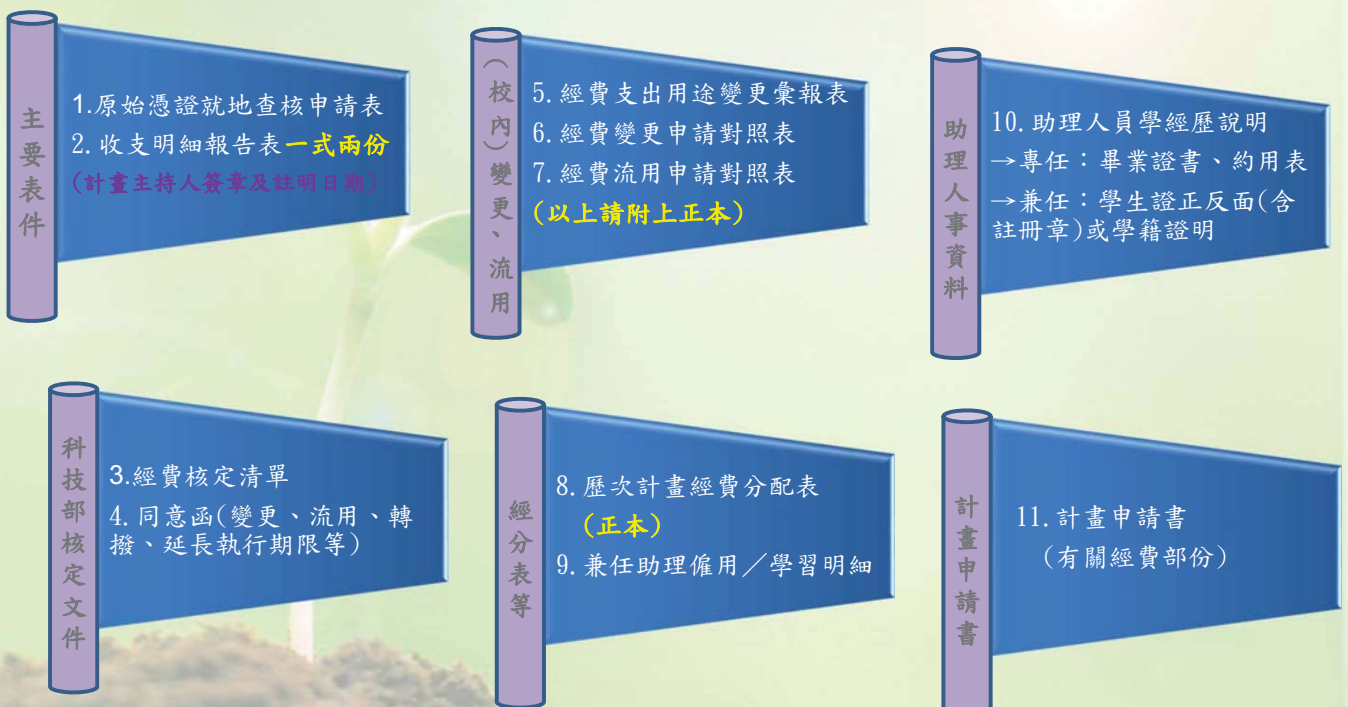 主要表件
1.原始憑證就地查核申請表
2.收支明細報告表一式兩份
(計畫主持人簽章及註明日期)
（校內）變更、流用
5.經費支出用途變更彙報表
6.經費變更申請對照表
7.經費流用申請對照表
(以上請附上正本)
助理人事資料
10.助理人員學經歷說明
→專任：畢業證書、約用表
→兼任：學生證正反面(含
註冊章)或學籍證明
科技部核定文件
3.經費核定清單
4.同意函(變更、流用、轉
撥、延長執行期限等)
經分表等
8.歷次計畫經費分配表
(正本)
9.兼任助理僱用／學習明細
計畫申請書
11.計畫申請書
(有關經費部份)